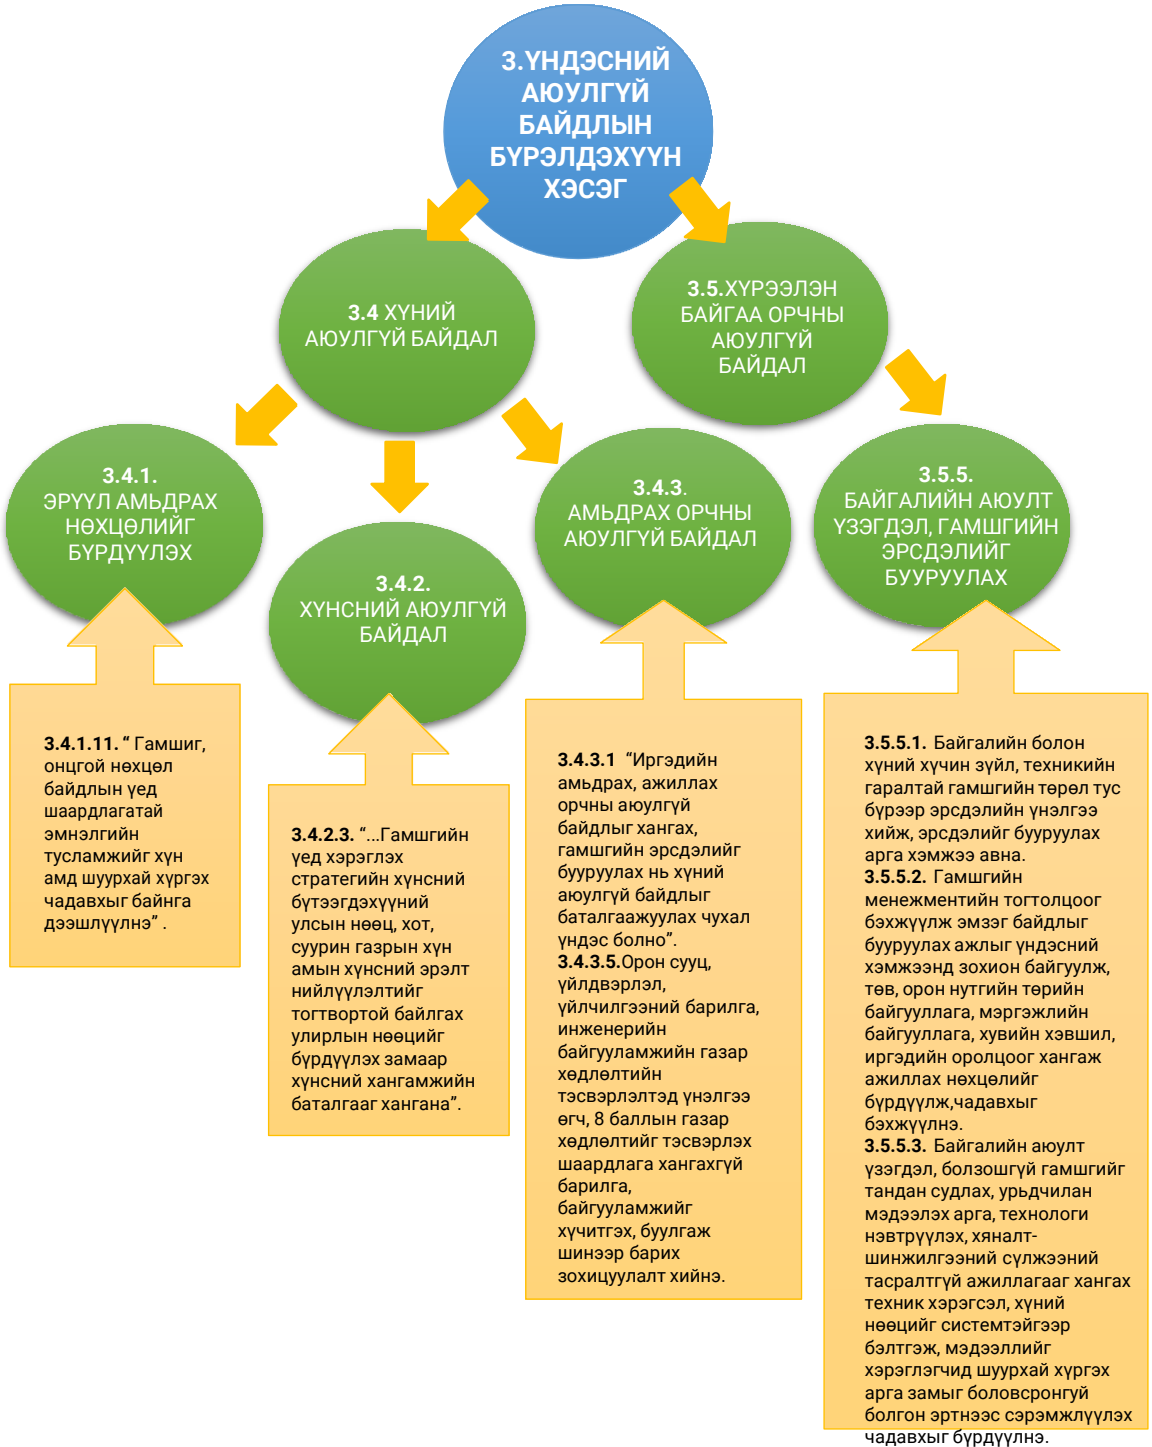 3.ҮНДЭСНИЙ
АЮУЛГҮЙ
БАЙДЛЫН
БҮРЭЛДЭХҮҮН
ХЭСЭГ
3.4 ХҮНИЙ
АЮУЛГҮЙ БАЙДАЛ
3.5.ХҮРЭЭЛЭН
БАЙГАА ОРЧНЫ
АЮУЛГҮЙ
БАЙДАЛ
3.4.1.
ЭРҮҮЛ АМЬДРАХ
НӨХЦӨЛИЙГ
БҮРДҮҮЛЭХ
3.4.2.
ХҮНСНИЙ АЮУЛГҮЙ
БАЙДАЛ
3.4.3.
АМЬДРАХ ОРЧНЫ
АЮУЛГҮЙ БАЙДАЛ
3.5.5.
БАЙГАЛИЙН АЮУЛТ
ҮЗЭГДЭЛ, ГАМШГИЙН
ЭРСДЭЛИЙГ
БУУРУУЛАХ
3.4.1.11. “ Гамшиг,
онцгой нөхцөл
байдлын үед
шаардлагатай
эмнэлгийн
тусламжийг хүн
амд шуурхай хүргэх
чадавхыг байнга
дээшлүүлнэ” .
3.4.2.3. “...Гамшгийн
үед хэрэглэх
стратегийн хүнсний
бүтээгдэхүүний
улсын нөөц, хот,
суурин газрын хүн
амын хүнсний эрэлт
нийлүүлэлтийг
тогтвортой байлгах
улирлын нөөцийг
бүрдүүлэх замаар
хүнсний хангамжийн
баталгааг хангана”.
3.4.3.1 “Иргэдийн
амьдрах, ажиллах
орчны аюулгүй
байдлыг хангах,
гамшгийн эрсдэлийг
бууруулах нь хүний
аюулгүй байдлыг
баталгаажуулах чухал
үндэс болно”.
3.4.3.5.Орон сууц,
үйлдвэрлэл,
үйлчилгээний барилга,
инженерийн
байгууламжийн газар
хөдлөлтийн
тэсвэрлэлтэд үнэлгээ
өгч, 8 баллын газар
хөдлөлтийг тэсвэрлэх
шаардлага хангахгүй
барилга,
байгууламжийг
хүчитгэх, буулгаж
шинээр барих
зохицуулалт хийнэ.
3.5.5.1. Байгалийн болон
хүний хүчин зүйл, техникийн
гаралтай гамшгийн төрөл тус
бүрээр эрсдэлийн үнэлгээ
хийж, эрсдэлийг бууруулах
арга хэмжээ авна.
3.5.5.2. Гамшгийн
менежментийн тогтолцоог
бэхжүүлж эмзэг байдлыг
бууруулах ажлыг үндэсний
хэмжээнд зохион байгуулж,
төв, орон нутгийн төрийн
байгууллага, мэргэжлийн
байгууллага, хувийн хэвшил,
иргэдийн оролцоог хангаж
ажиллах нөхцөлийг
бүрдүүлж,чадавхыг
бэхжүүлнэ.
3.5.5.3. Байгалийн аюулт
үзэгдэл, болзошгүй гамшгийг
тандан судлах, урьдчилан
мэдээлэх арга, технологи
нэвтрүүлэх, хяналт-
шинжилгээний сүлжээний
тасралтгүй ажиллагааг хангах
техник хэрэгсэл, хүний
нөөцийг системтэйгээр
бэлтгэж, мэдээллийг
хэрэглэгчид шуурхай хүргэх
арга замыг боловсронгуй
болгон эртнээс сэрэмжлүүлэх
чадавхыг бүрдүүлнэ.